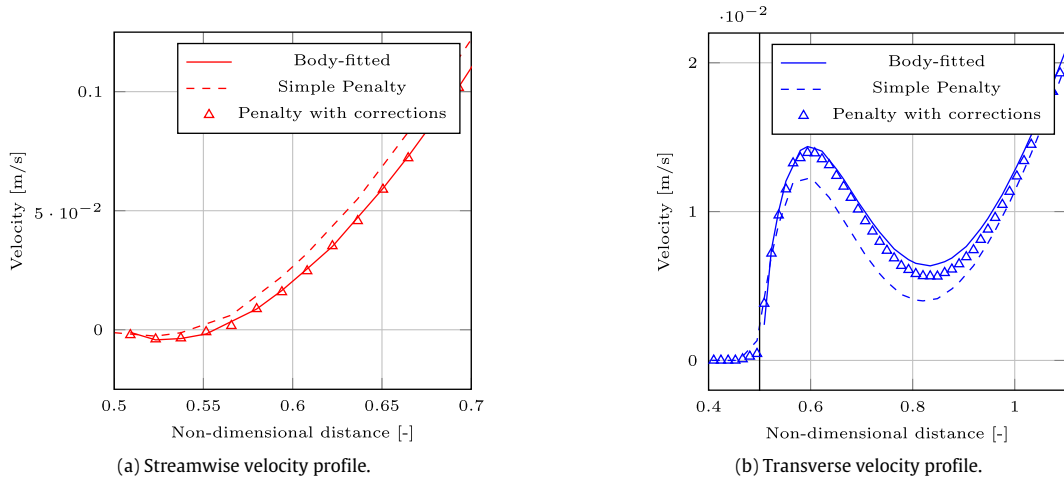 0.5 0.55 0.6 0.65 0.7
0
5 · 10⁻²
0.1
Non-dimensional distance [-]
Velocity [m/s]
Body-fitted
Simple Penalty
Penalty with corrections
(a) Streamwise velocity profile.
·10⁻²
0.4 0.6 0.8 1
0
1
2
Non-dimensional distance [-]
Velocity [m/s]
Body-fitted
Simple Penalty
Penalty with corrections
(b) Transverse velocity profile.